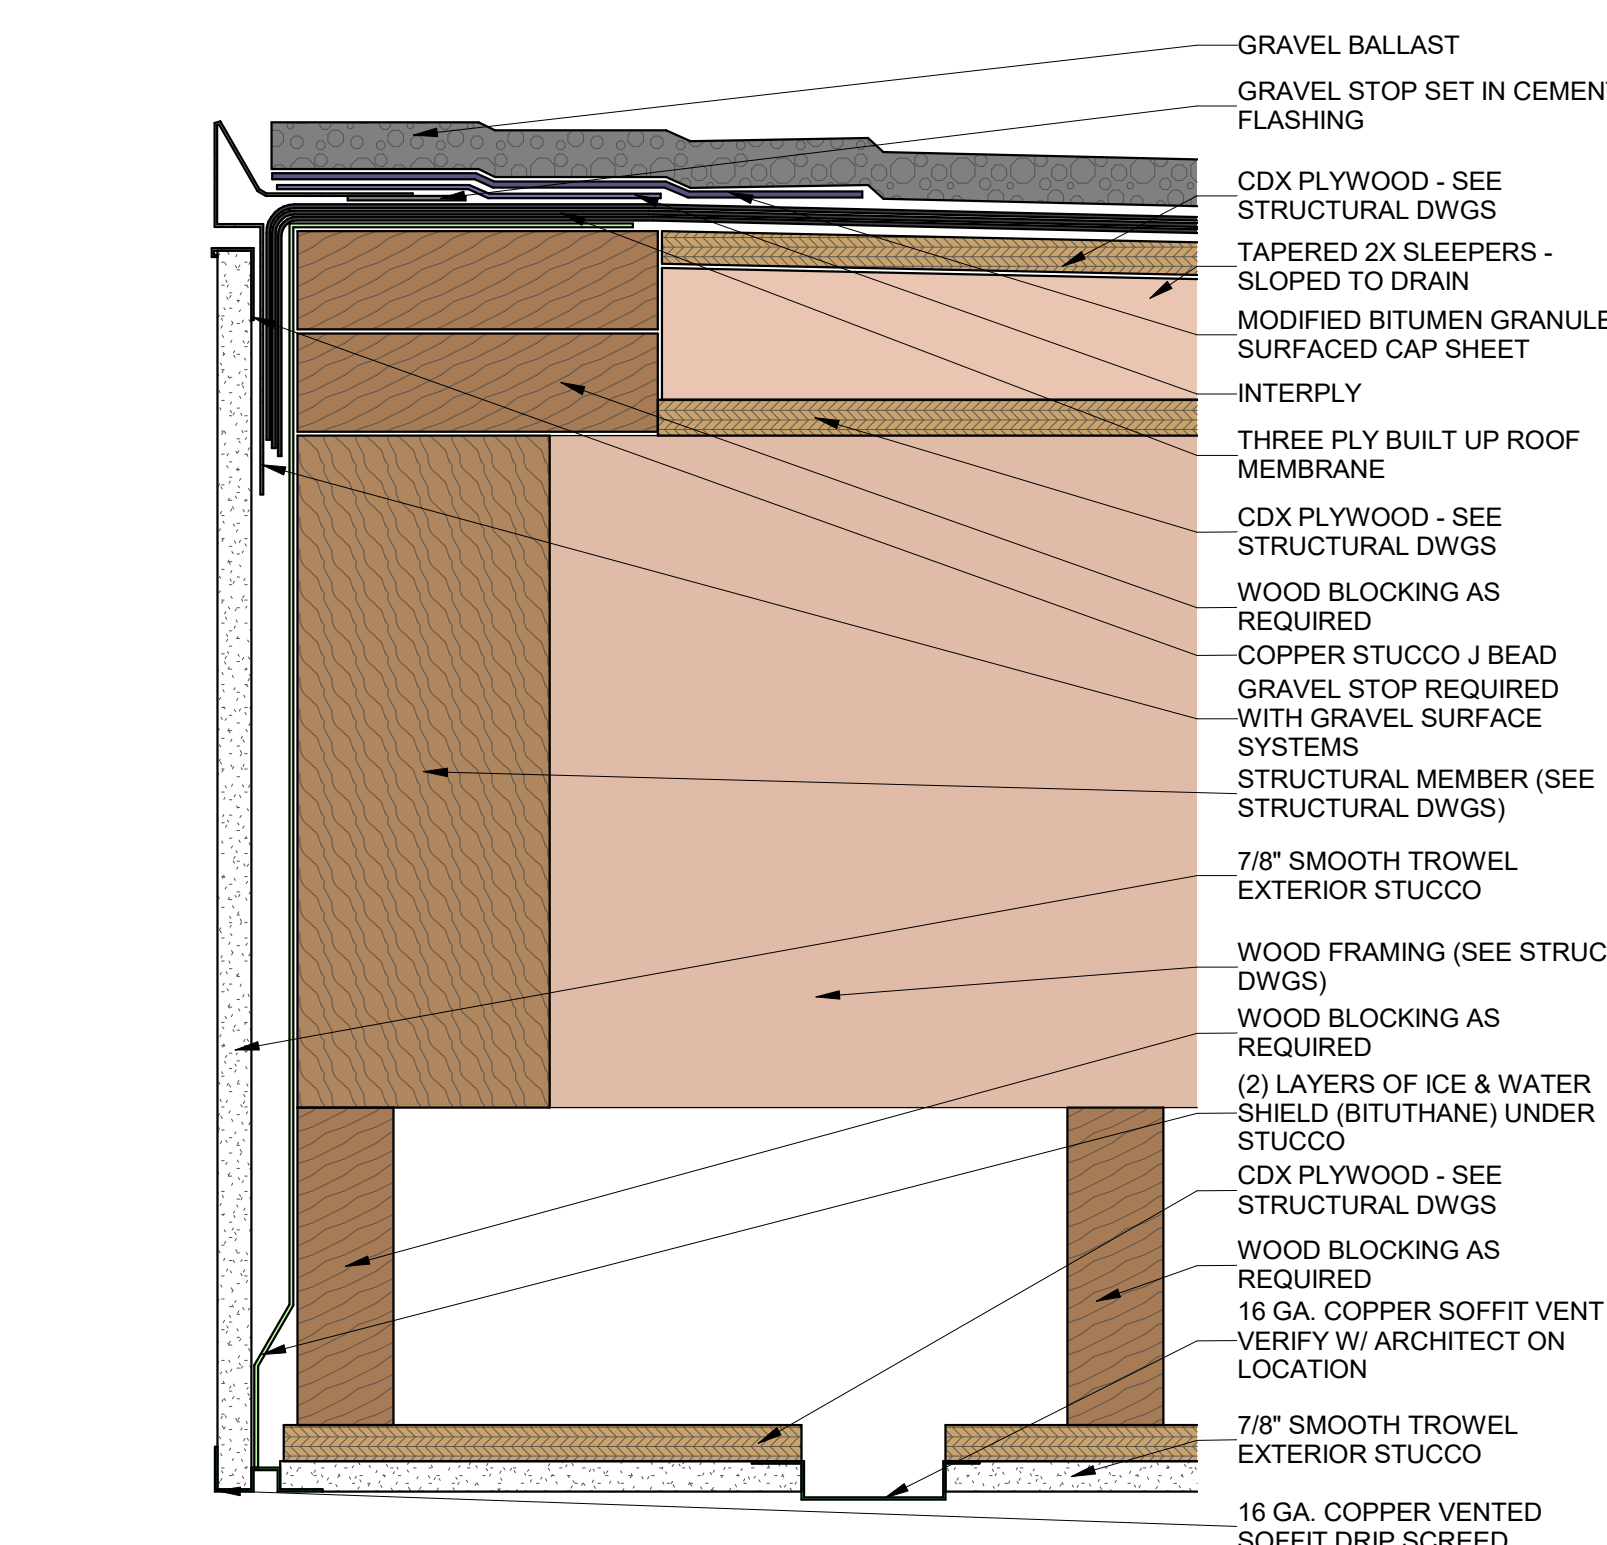 GRAVEL BALLAST
GRAVEL STOP SET IN CEMENT
FLASHING
CDX PLYWOOD - SEE
STRUCTURAL DWGS
TAPERED 2X SLEEPERS -
SLOPED TO DRAIN
MODIFIED BITUMEN GRANULE
SURFACED CAP SHEET
INTERPLY
THREE PLY BUILT UP ROOF
MEMBRANE
CDX PLYWOOD - SEE
STRUCTURAL DWGS
WOOD BLOCKING AS
REQUIRED
COPPER STUCCO J BEAD
GRAVEL STOP REQUIRED
WITH GRAVEL SURFACE
SYSTEMS
STRUCTURAL MEMBER (SEE
STRUCTURAL DWGS)
7/8" SMOOTH TROWEL
EXTERIOR STUCCO
WOOD FRAMING (SEE STRUC
DWGS)
WOOD BLOCKING AS
REQUIRED
(2) LAYERS OF ICE & WATER
SHIELD (BITUTHANE) UNDER
STUCCO
CDX PLYWOOD - SEE
STRUCTURAL DWGS
WOOD BLOCKING AS
REQUIRED
16 GA. COPPER SOFFIT VENT
VERIFY W/ ARCHITECT ON
LOCATION
7/8" SMOOTH TROWEL
EXTERIOR STUCCO
16 GA. COPPER VENTED
SOFFIT DRIP SCREED